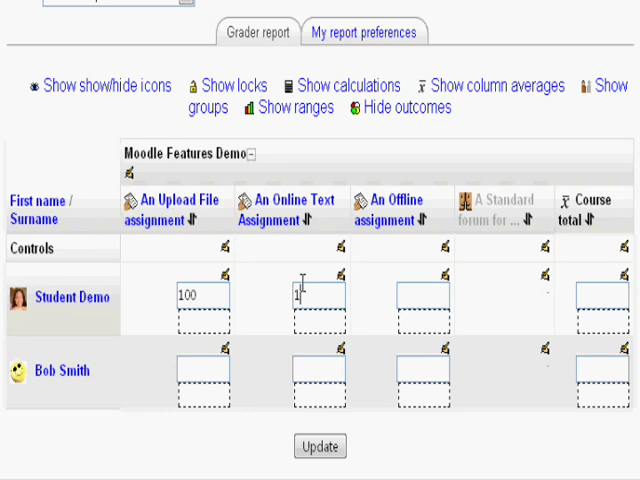 Grader report
My report preferences
Show show/hide icons
Show locks
Show calculations
x̄ Show column averages
Show
groups
Show ranges
Hide outcomes
Moodle Features Demo
First name /
Surname
An Upload File
assignment
An Online Text
Assignment
An Offline
assignment
A Standard
forum for ...
x̄ Course
total
Controls
Student Demo
100
1
-
Bob Smith
-
Update